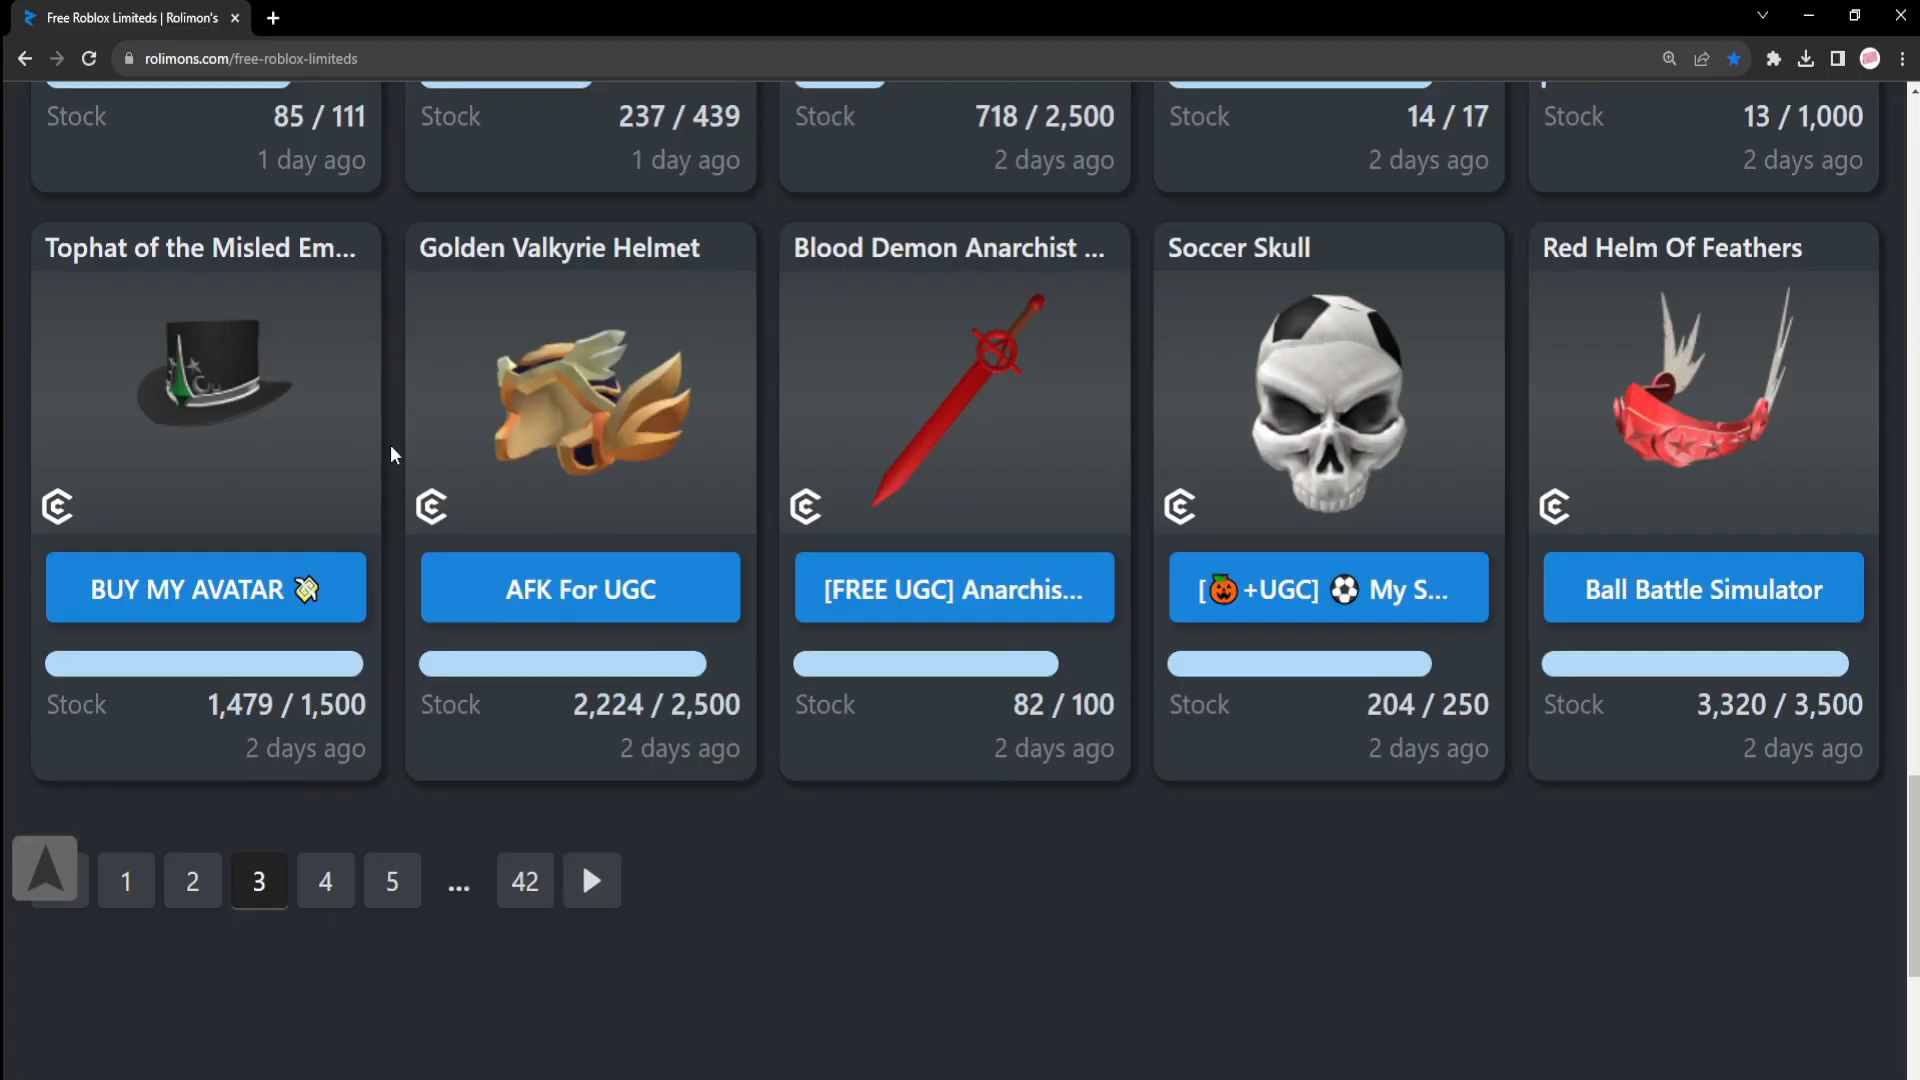 Free Roblox Limiteds | Rolimon's
rolimons.com/free-roblox-limiteds
Stock 85 / 111
1 day ago
Stock 237 / 439
1 day ago
Stock 718 / 2,500
2 days ago
Stock 14 / 17
2 days ago
Stock 13 / 1,000
2 days ago
Tophat of the Misled Em...
BUY MY AVATAR 💸
Stock 1,479 / 1,500
2 days ago
Golden Valkyrie Helmet
AFK For UGC
Stock 2,224 / 2,500
2 days ago
Blood Demon Anarchist ...
[FREE UGC] Anarchis...
Stock 82 / 100
2 days ago
Soccer Skull
[🎃+UGC] ⚽ My S...
Stock 204 / 250
2 days ago
Red Helm Of Feathers
Ball Battle Simulator
Stock 3,320 / 3,500
2 days ago
1 2 3 4 5 ... 42